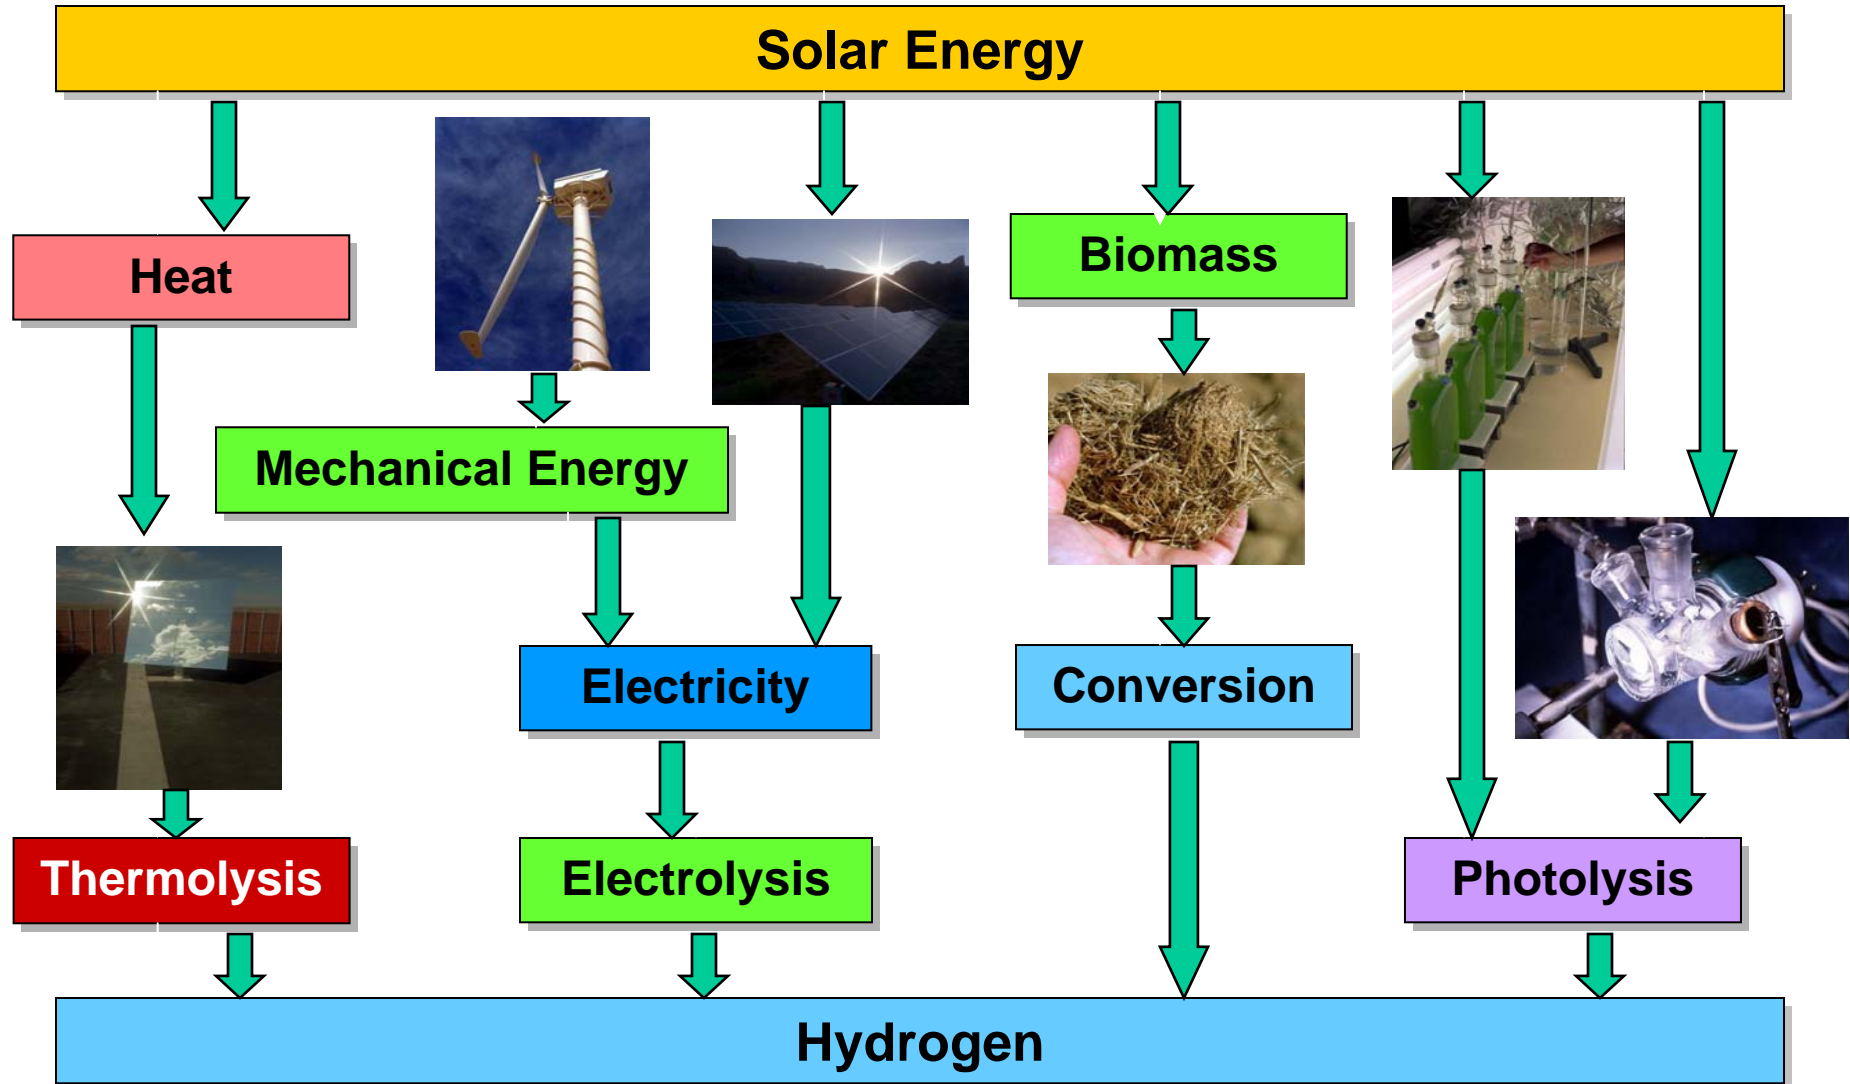 Solar Energy
Heat
Biomass
Mechanical Energy
Electricity
Conversion
Thermolysis
Electrolysis
Photolysis
Hydrogen